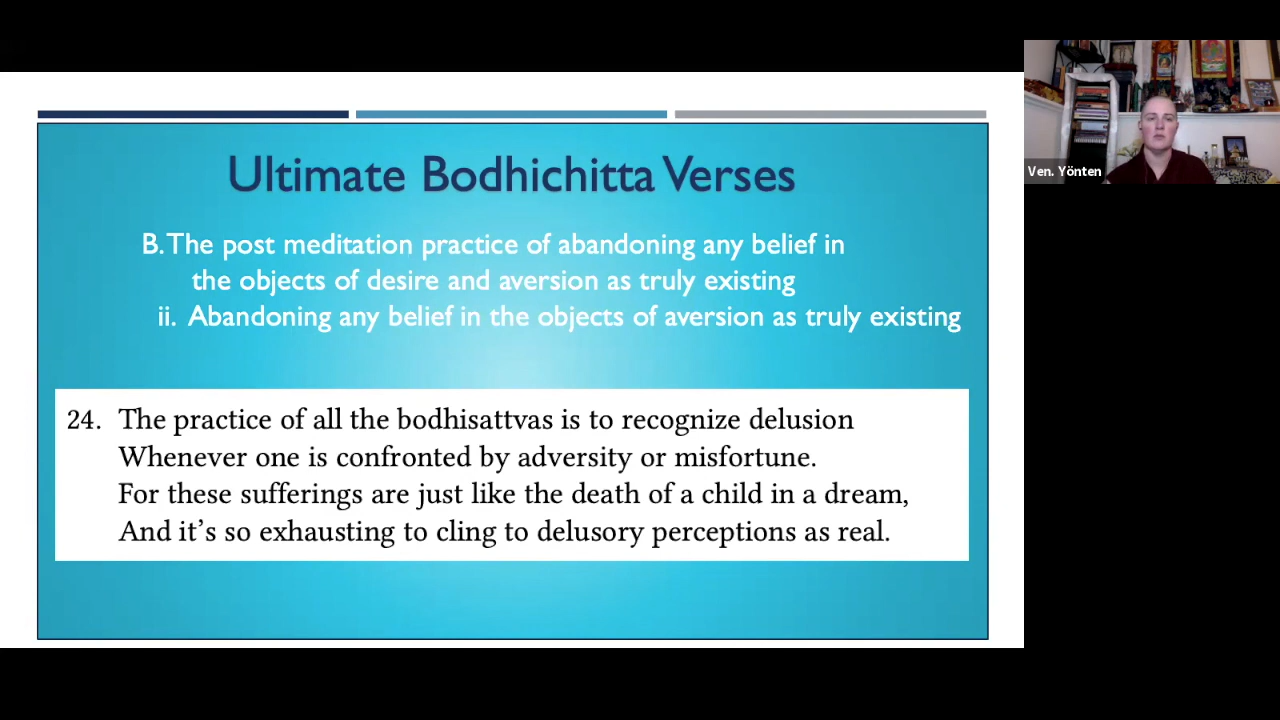 Ultimate Bodhichitta Verses
B. The post meditation practice of abandoning any belief in
the objects of desire and aversion as truly existing
ii. Abandoning any belief in the objects of aversion as truly existing
24. The practice of all the bodhisattvas is to recognize delusion
Whenever one is confronted by adversity or misfortune.
For these sufferings are just like the death of a child in a dream,
And it’s so exhausting to cling to delusory perceptions as real.
Ven. Yönten